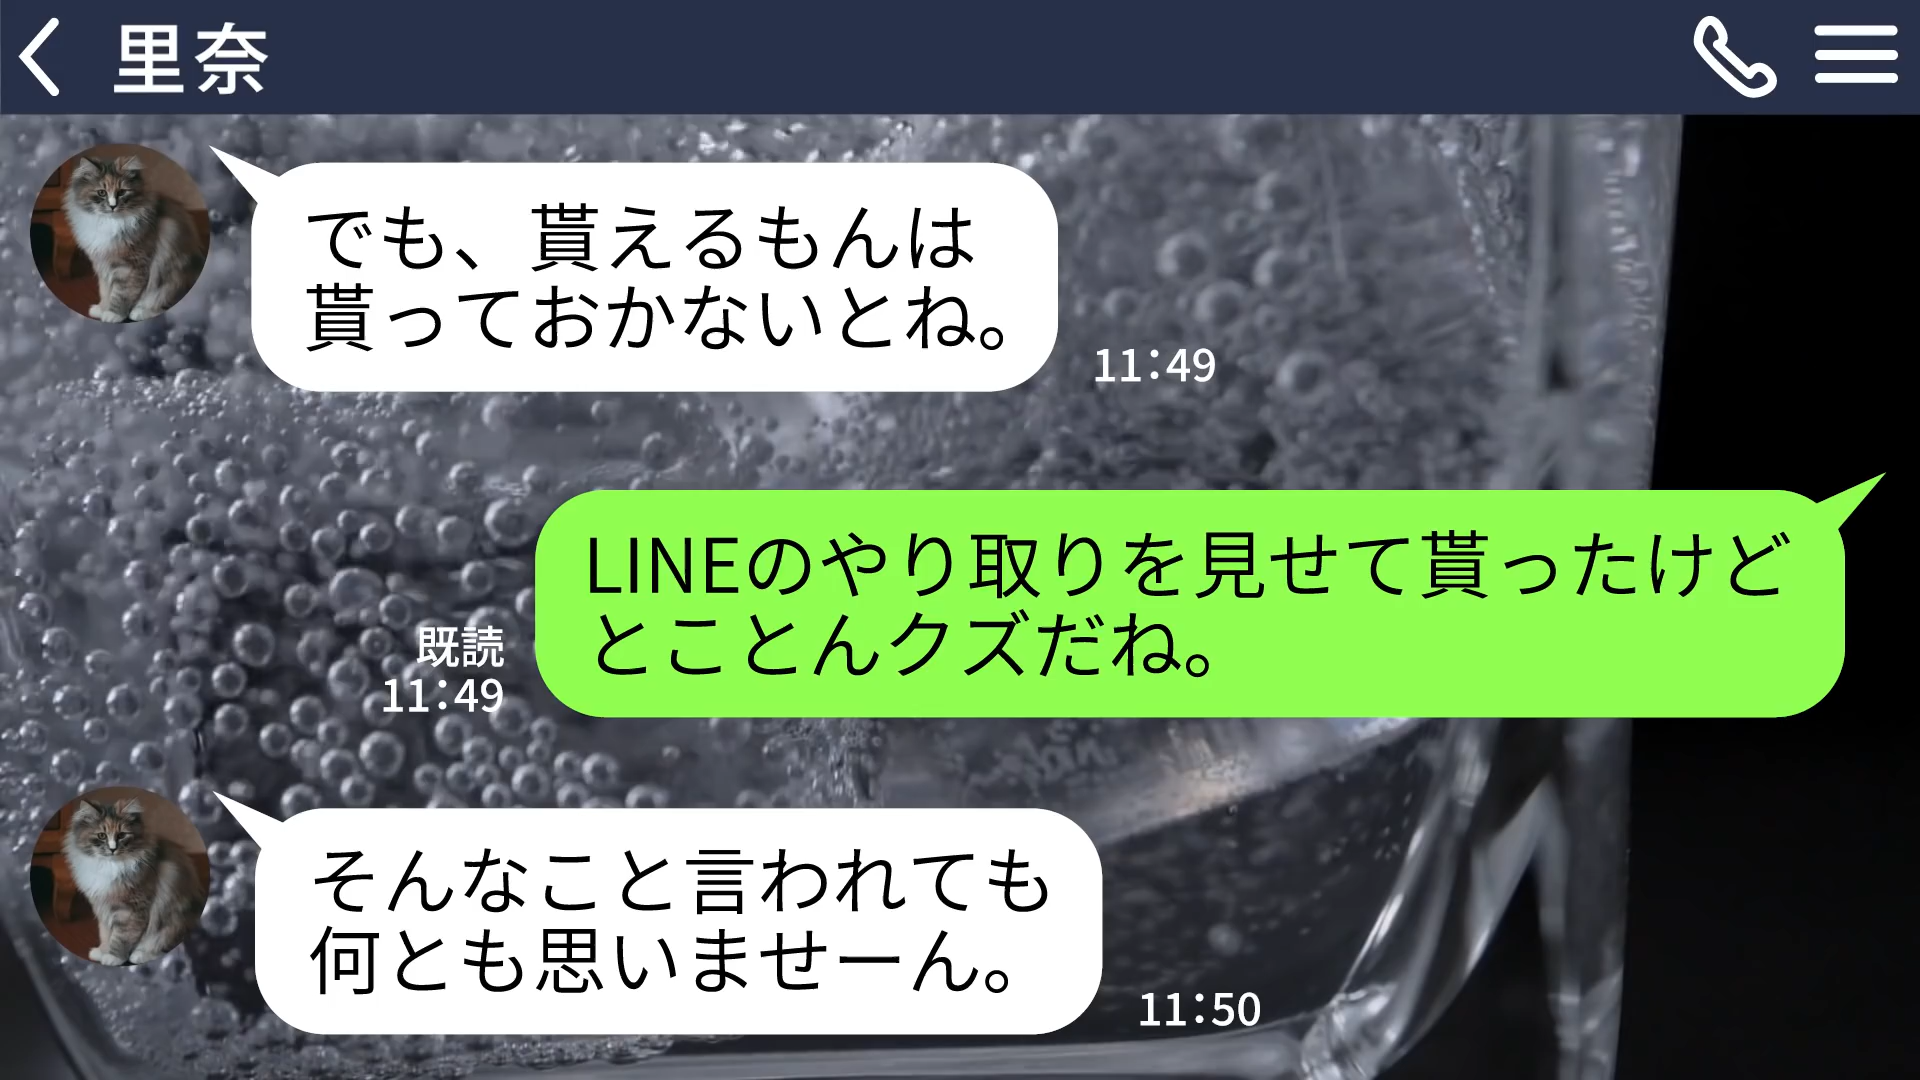 里奈
でも、貰えるもんは
貰っておかないとね。
11:49
LINEのやり取りを見せて貰ったけど
とことんクズだね。
既読
11:49
そんなこと言われても
何とも思いませーん。
11:50